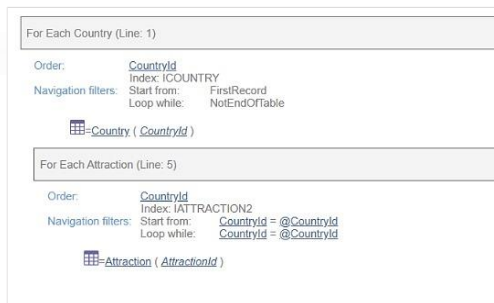 For Each Country (Line: 1)
Order: CountryId
Index: ICOUNTRY
Navigation filters: Start from: FirstRecord
Loop while: NotEndOfTable
=Country ( CountryId )
For Each Attraction (Line: 5)
Order: CountryId
Index: IATTRACTION2
Navigation filters: Start from: CountryId = @CountryId
Loop while: CountryId = @CountryId
=Attraction ( AttractionId )